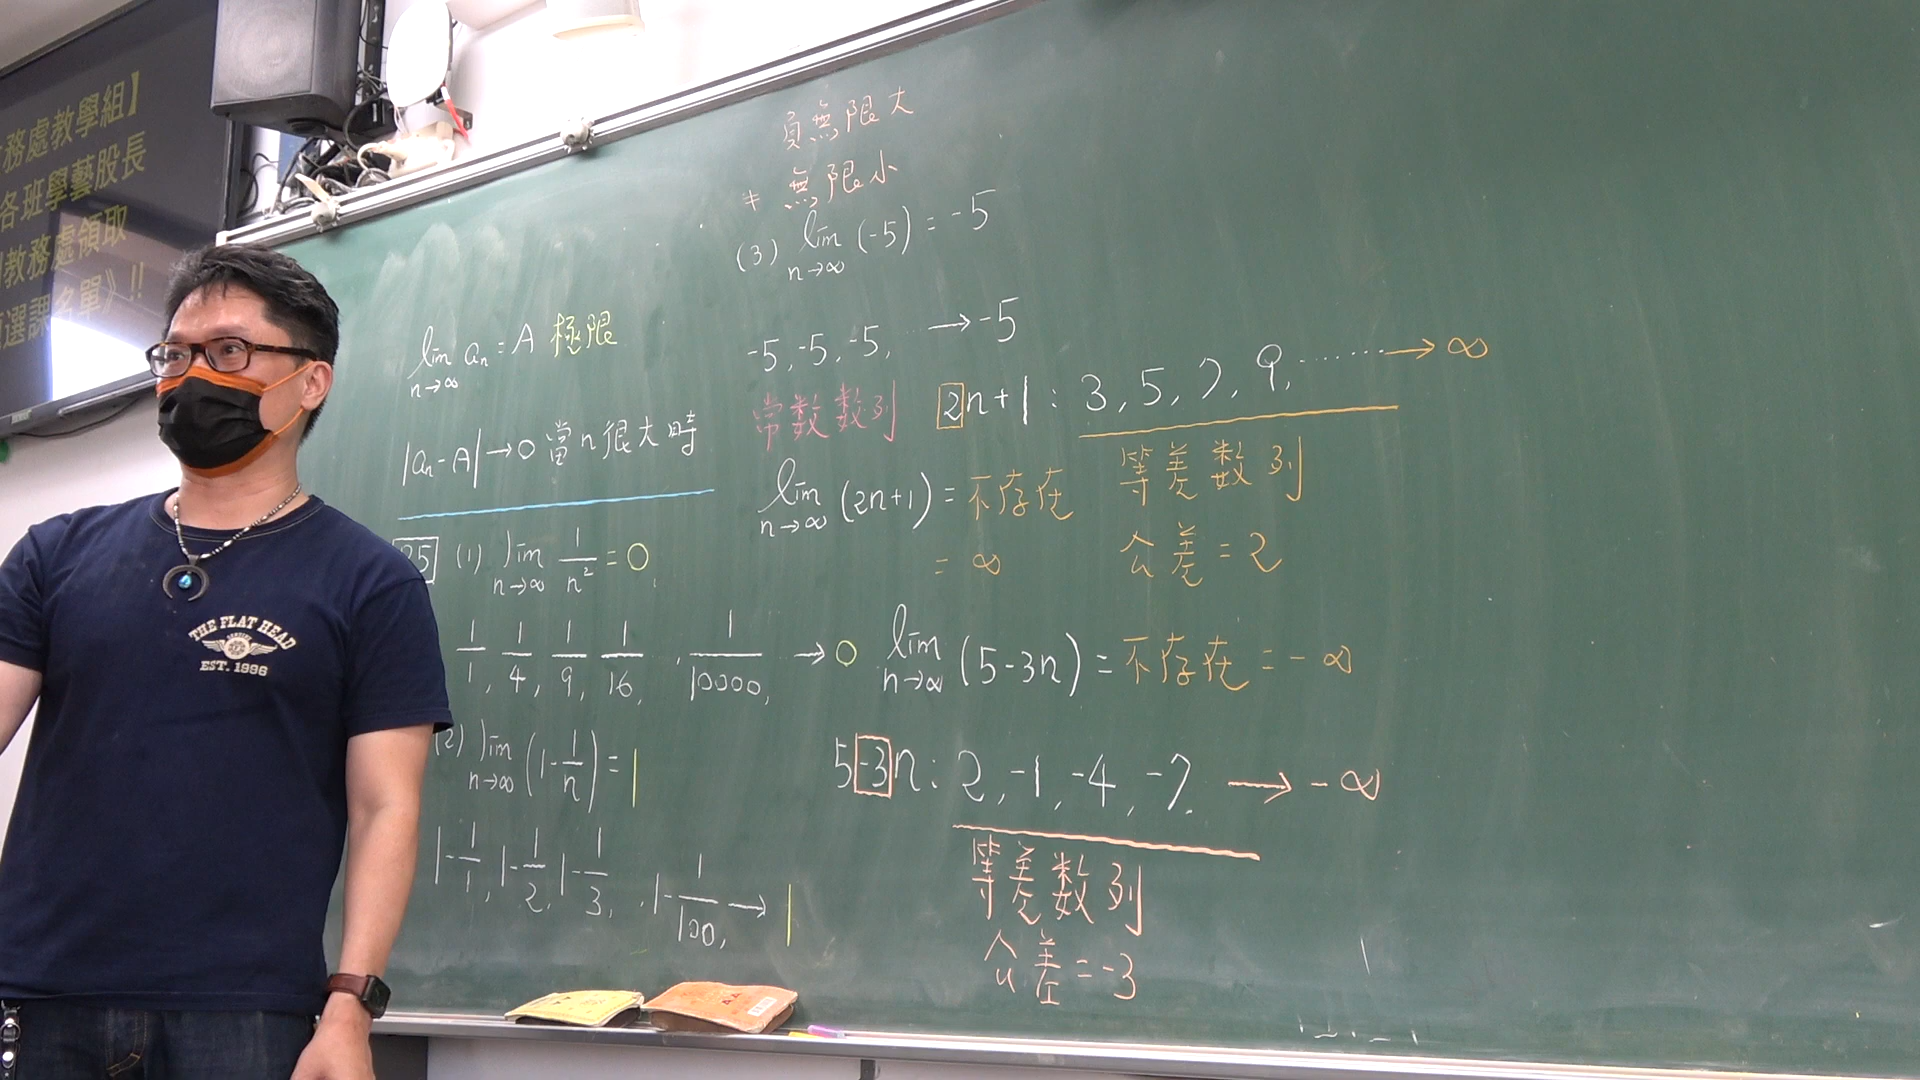 務處教學組】
各班學藝股長
教務處領取
選課名單》!!
THE FLAT HEAD
EST. 1996
lim aₙ = A 極限
n→∞
|aₙ - A| → 0 當 n 很大時
25 (1) lim 1/n² = 0
n→∞
1/1, 1/4, 1/9, 1/16, 1/10000, → 0
(2) lim (1-1/n) = 1
n→∞
1-1/1, 1-1/2, 1-1/3, 1-1/100, → 1
負無限大
≠ 無限小
(3) lim (-5) = -5
n→∞
-5, -5, -5, → -5
常数数列
2n+1 : 3, 5, 7, 9, ······ → ∞
等差数列
公差 = 2
lim (2n+1) = 不存在
n→∞
= ∞
lim (5-3n) = 不存在 = -∞
n→∞
5-3n : 2, -1, -4, -7. → -∞
等差数列
公差 = -3